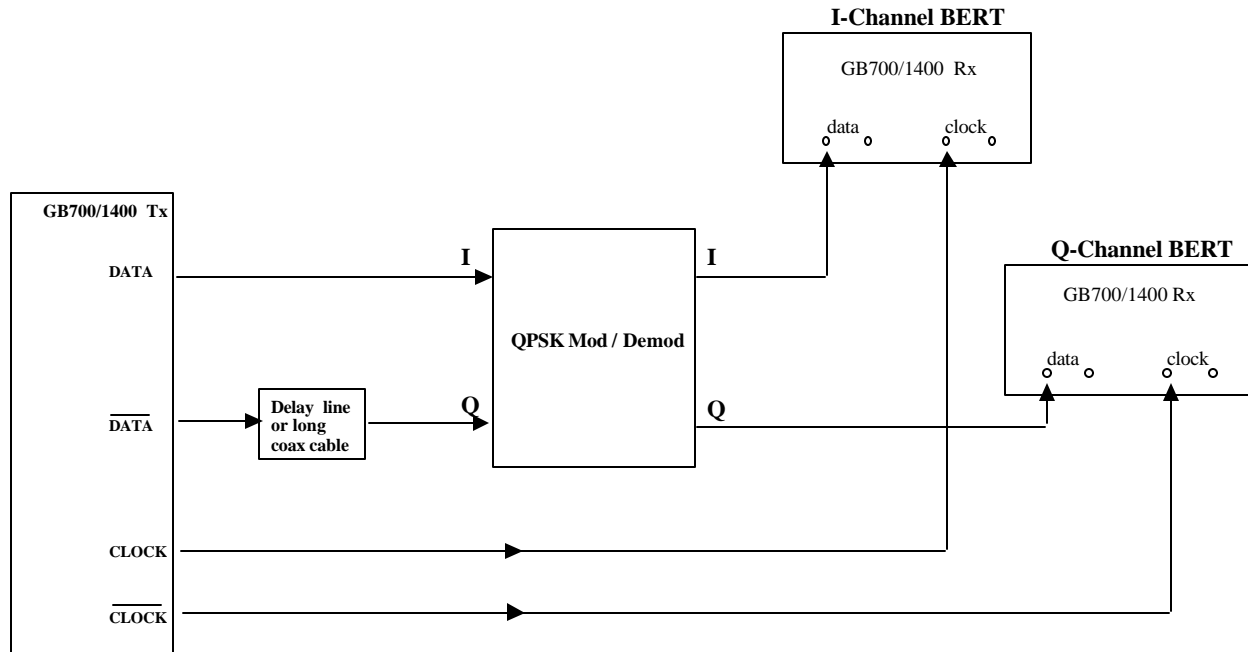 I-Channel BERT
GB700/1400 Rx
data
clock
GB700/1400 Tx
DATA
I
QPSK Mod / Demod
I
Q-Channel BERT
GB700/1400 Rx
data
clock
DATA
Delay line
or long
coax cable
Q
Q
CLOCK
CLOCK